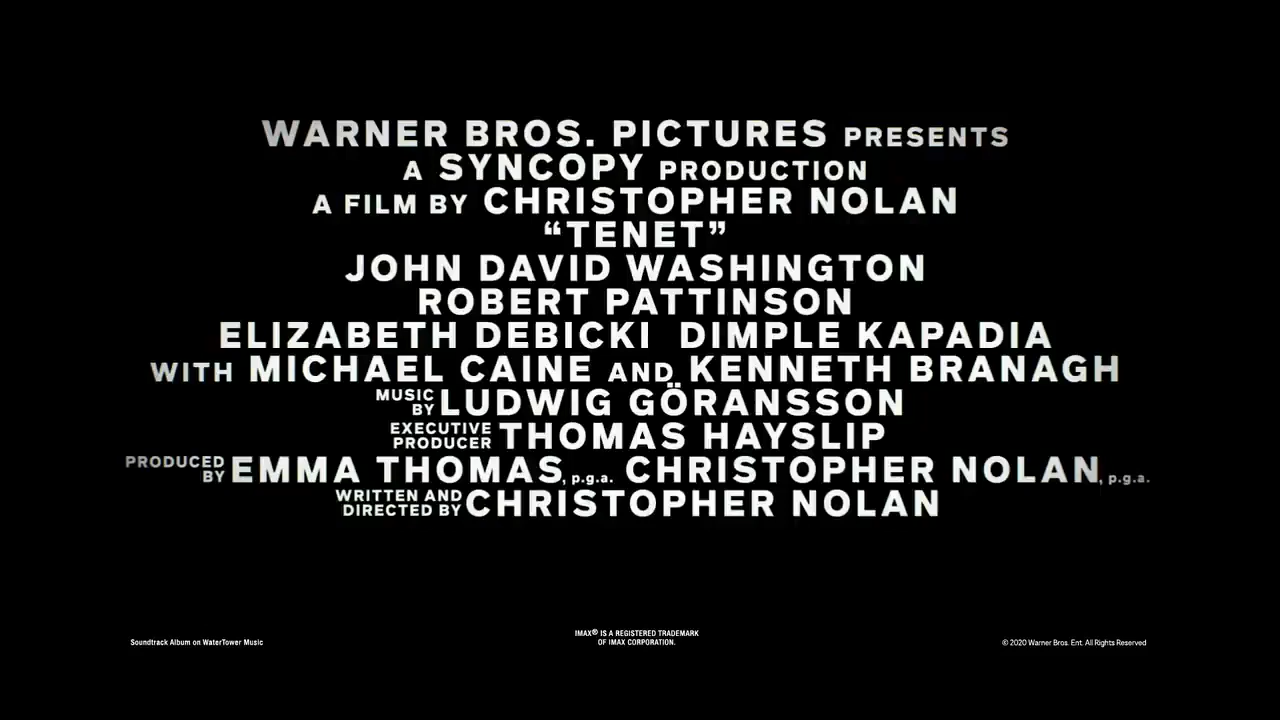 WARNER BROS. PICTURES PRESENTS
A SYNCOPY PRODUCTION
A FILM BY CHRISTOPHER NOLAN
“TENET”
JOHN DAVID WASHINGTON
ROBERT PATTINSON
ELIZABETH DEBICKI DIMPLE KAPADIA
WITH MICHAEL CAINE AND KENNETH BRANAGH
MUSIC BY LUDWIG GÖRANSSON
EXECUTIVE PRODUCER THOMAS HAYSLIP
PRODUCED BY EMMA THOMAS, p.g.a. CHRISTOPHER NOLAN, p.g.a.
WRITTEN AND DIRECTED BY CHRISTOPHER NOLAN
Soundtrack Album on WaterTower Music
IMAX® IS A REGISTERED TRADEMARK
OF IMAX CORPORATION.
© 2020 Warner Bros. Ent. All Rights Reserved